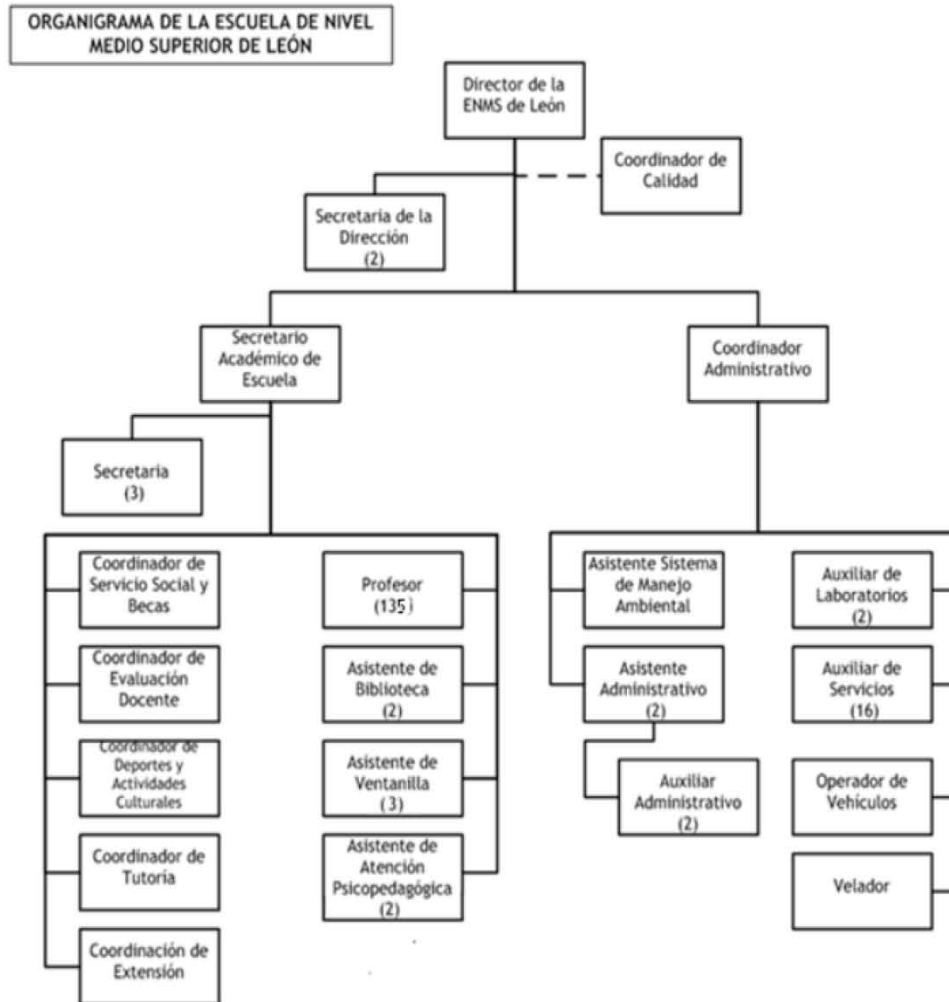 ORGANIGRAMA DE LA ESCUELA DE NIVEL
MEDIO SUPERIOR DE LEÓN
Director de la
ENMS de León
Coordinador de
Calidad
Secretaria de la
Dirección
(2)
Secretario
Académico de
Escuela
Coordinador
Administrativo
Secretaria
(3)
Coordinador de
Servicio Social y
Becas
Coordinador de
Evaluación
Docente
Coordinador de
Deportes y
Actividades
Culturales
Coordinador de
Tutoría
Coordinación de
Extensión
Profesor
(135)
Asistente de
Biblioteca
(2)
Asistente de
Ventanilla
(3)
Asistente de
Atención
Psicopedagógica
(2)
Asistente Sistema
de Manejo
Ambiental
Asistente
Administrativo
(2)
Auxiliar
Administrativo
(2)
Auxiliar de
Laboratorios
(2)
Auxiliar de
Servicios
(16)
Operador de
Vehículos
Velador